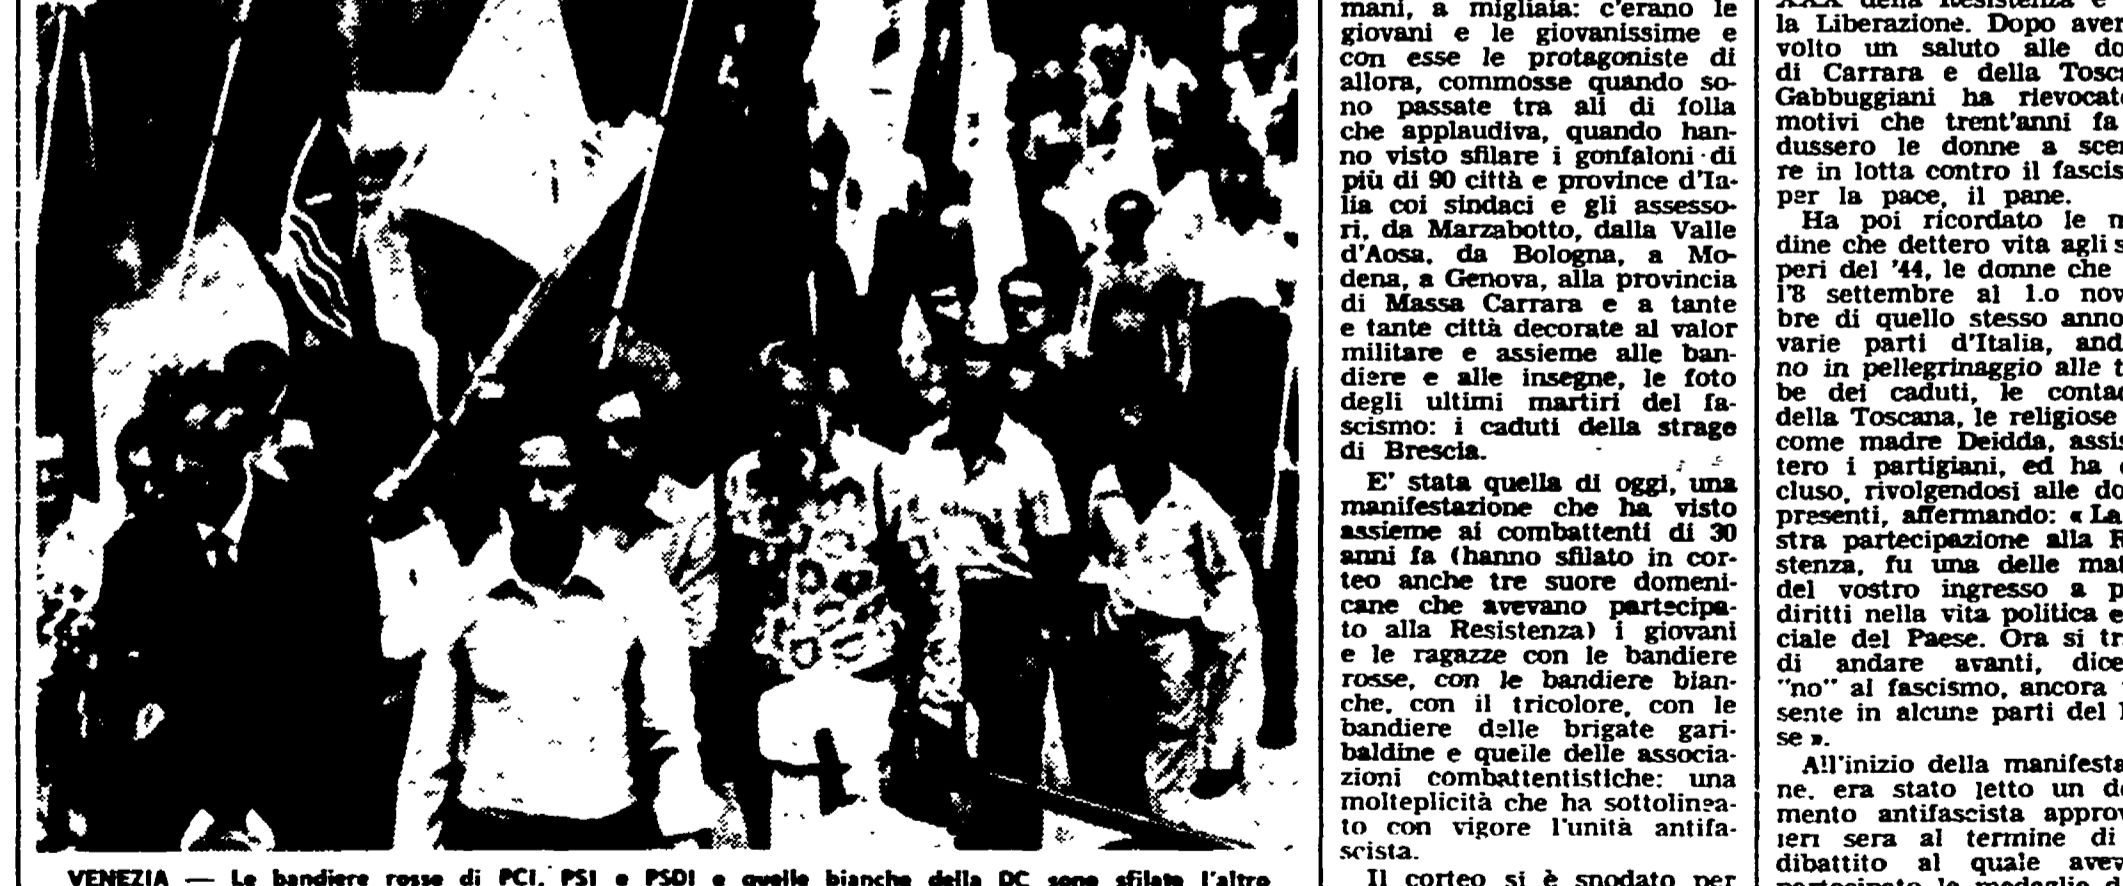 VENEZIA — Le bandiere rosse di PCI, PSI e PSDI e quelle bianche della DC sono sfilate l'altro
mani, a migliaia: c'erano le
giovani e le giovanissime e
con esse le protagoniste di
allora, commosse quando so-
no passate tra ali di folla
che applaudiva, quando han-
no visto sfilare i gonfaloni di
più di 90 città e province d'Ia-
lia coi sindaci e gli assesso-
ri, da Marzabotto, dalla Valle
d'Aosa, da Bologna, a Mo-
dena, a Genova, alla provincia
di Massa Carrara e a tante
e tante città decorate al valor
militare e assieme alle ban-
diere e alle insegne, le foto
degli ultimi martiri del fa-
scismo: i caduti della strage
di Brescia.
E' stata quella di oggi, una
manifestazione che ha visto
assieme ai combattenti di 30
anni fa (hanno sfilato in cor-
teo anche tre suore domeni-
cane che avevano partecipa-
to alla Resistenza) i giovani
e le ragazze con le bandiere
rosse, con le bandiere bian-
che, con il tricolore, con le
bandiere delle brigate gari-
baldine e quelle delle associa-
zioni combattentistiche: una
molteplicità che ha sottolinea-
to con vigore l'unità antifa-
scista.
Il corteo si è snodato per
XXX della Resistenza e
la Liberazione. Dopo aver
volto un saluto alle do
di Carrara e della Tosc
Gabbuggiani ha rievocat
motivi che trent'anni fa
dussero le donne a sce
re in lotta contro il fascis
per la pace, il pane.
Ha poi ricordato le m
dine che dettero vita agli s
peri del '44, le donne che
l'8 settembre al 1.o nov
bre di quello stesso anno
varie parti d'Italia, and
no in pellegrinaggio alle t
be dei caduti, le conta
della Toscana, le religiose
come madre Deidda, assis
tero i partigiani, ed ha
cluso, rivolgendosi alle do
presenti, affermando: « La
stra partecipazione alla R
stenza, fu una delle mat
del vostro ingresso a p
diritti nella vita politica e
ciale del Paese. Ora si tr
di andare avanti, dice
"no" al fascismo, ancora
sente in alcune parti del
se ».
All'inizio della manifesta
ne, era stato letto un do
mento antifascista approv
ieri sera al termine di
dibattito al quale avev
partecipato le medaglie d